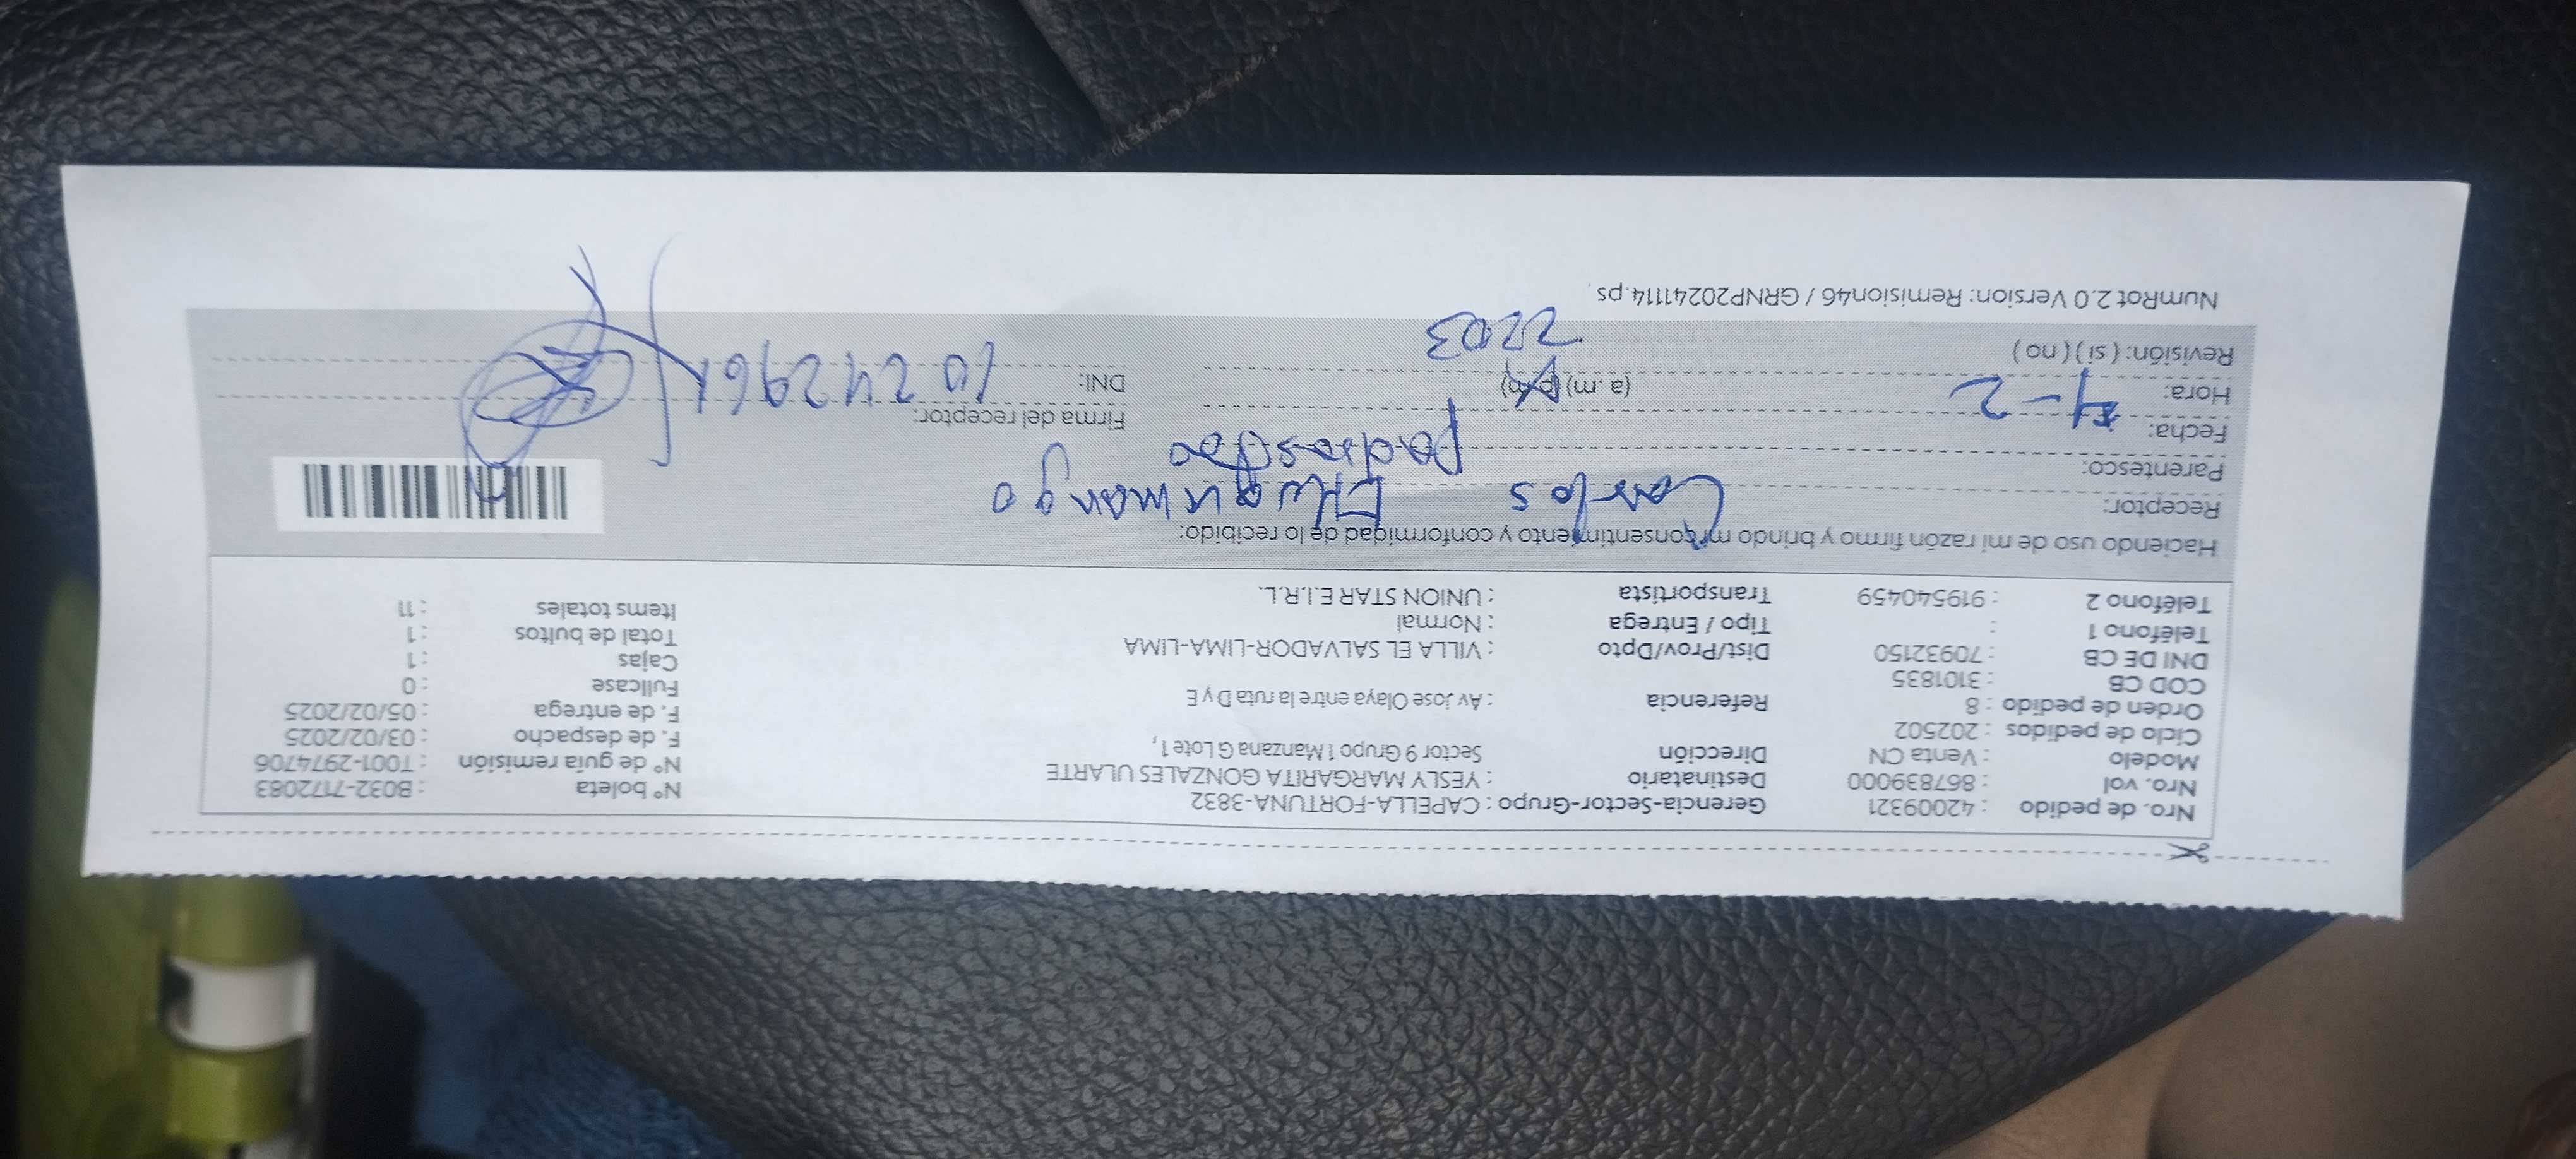 Nro. de pedido : 42009321 Gerencia-Sector-Grupo : CAPELLA-FORTUNA-3832 N° boleta : B032-7172083
Nro. vol : 867839000 Destinatario : YESLY MARGARITA GONZALES ULARTE N° de guía remisión : T001-2974706
Modelo : Venta CN Dirección Sector 9 Grupo 1 Manzana G Lote 1, F. de despacho : 03/02/2025
Ciclo de pedidos : 202502 F. de entrega : 05/02/2025
Orden de pedido : 8 Referencia : Av Jose Olaya entre la ruta D y E Fullcase : 0
COD CB : 3101835 Cajas : 1
DNI DE CB : 70932150 Dist/Prov/Dpto : VILLA EL SALVADOR-LIMA-LIMA Total de bultos : 1
Teléfono 1 : Tipo / Entrega : Normal Items totales : 11
Teléfono 2 : 919540459 Transportista : UNION STAR E.I.R.L.
Haciendo uso de mi razón firmo y brindo mi consentimiento y conformidad de lo recibido:
Receptor: Carlos
Parentesco: padrastro
Fecha: 4-2 Firma del receptor:
Hora: (a.m) (p.m) DNI: 10242961
Revisión: ( si ) ( no ) 2203
NumRot 2.0 Version: Remision46 / GRNP20241114.ps